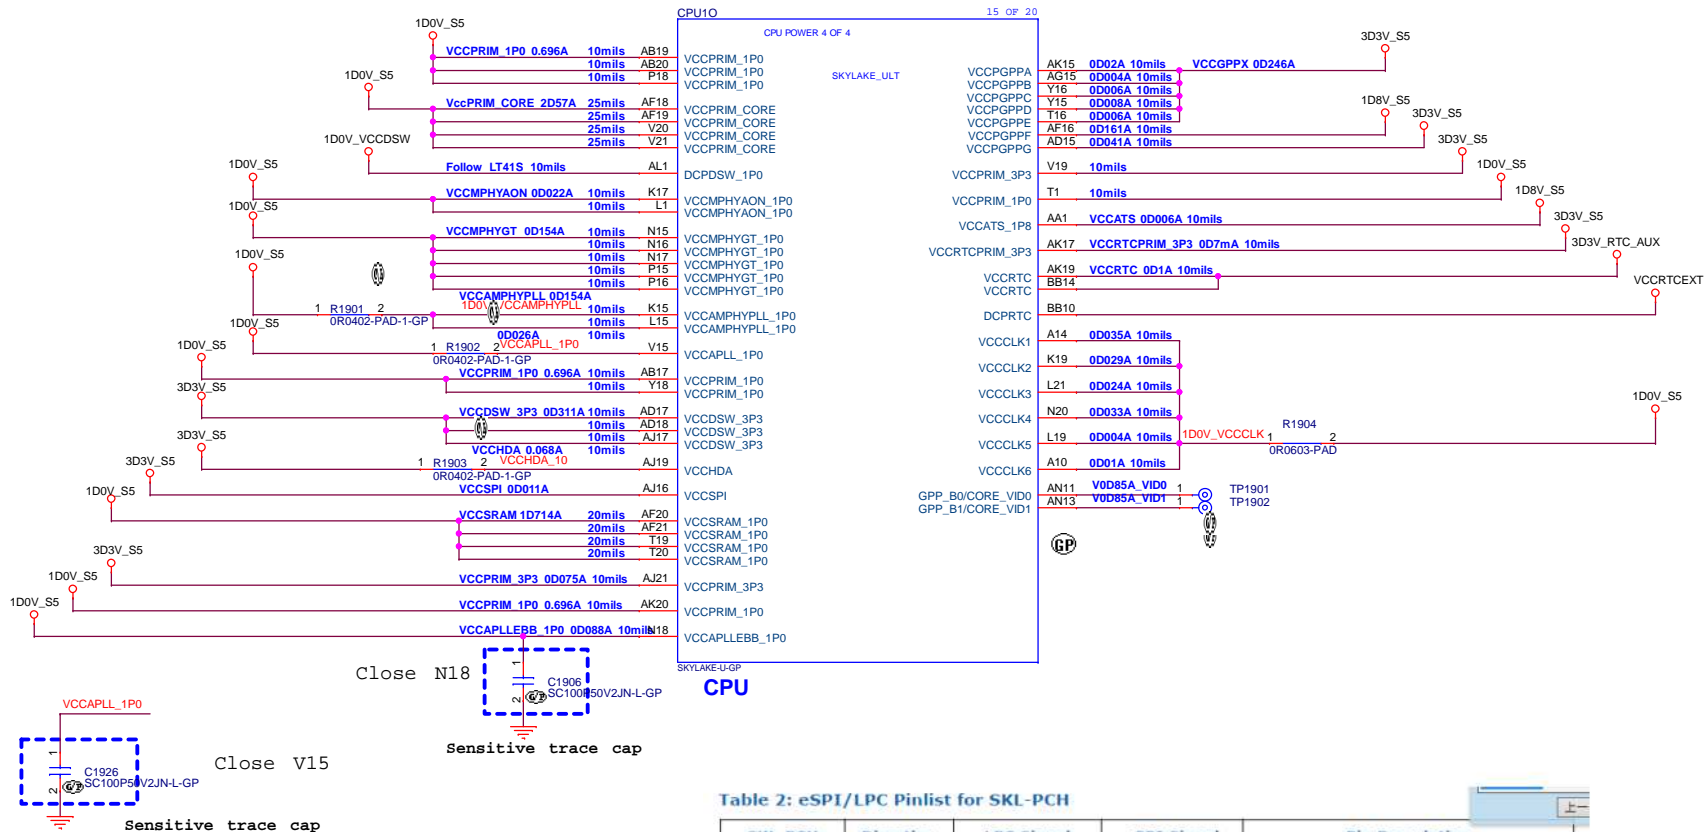 CPU1O
15 OF 20
CPU POWER 4 OF 4
SKYLAKE_ULT
1D0V_S5
VCCPRIM_1P0 0.696A 10mils AB19 VCCPRIM_1P0
10mils AB20 VCCPRIM_1P0
10mils P18 VCCPRIM_1P0
1D0V_S5
VccPRIM_CORE 2D57A 25mils AF18 VCCPRIM_CORE
25mils AF19 VCCPRIM_CORE
25mils V20 VCCPRIM_CORE
25mils V21 VCCPRIM_CORE
1D0V_VCCDSW
Follow LT41S 10mils AL1 DCPDSW_1P0
1D0V_S5
VCCMPHYAON 0D022A 10mils K17 VCCMPHYAON_1P0
10mils L1 VCCMPHYAON_1P0
1D0V_S5
VCCMPHYGT 0D154A 10mils N15 VCCMPHYGT_1P0
10mils N16 VCCMPHYGT_1P0
10mils N17 VCCMPHYGT_1P0
10mils P15 VCCMPHYGT_1P0
10mils P16 VCCMPHYGT_1P0
1D0V_S5
VCCAMPHYPLL 0D154A
1 R1901 2
0R0402-PAD-1-GP
10mils K15 VCCAMPHYPLL_1P0
10mils L15 VCCAMPHYPLL_1P0
1D0V_S5
0D026A 10mils
1 R1902 2 VCCAPLL_1P0 V15 VCCAPLL_1P0
0R0402-PAD-1-GP
1D0V_S5
VCCPRIM_1P0 0.696A 10mils AB17 VCCPRIM_1P0
10mils Y18 VCCPRIM_1P0
3D3V_S5
VCCDSW_3P3 0D311A 10mils AD17 VCCDSW_3P3
10mils AD18 VCCDSW_3P3
10mils AJ17 VCCDSW_3P3
3D3V_S5
VCCHDA 0.068A 10mils
1 R1903 2 VCCHDA_10 AJ19 VCCHDA
0R0402-PAD-1-GP
3D3V_S5
VCCSPI 0D011A AJ16 VCCSPI
1D0V_S5
VCCSRAM 1D714A 20mils AF20 VCCSRAM_1P0
20mils AF21 VCCSRAM_1P0
20mils T19 VCCSRAM_1P0
20mils T20 VCCSRAM_1P0
3D3V_S5
VCCPRIM_3P3 0D075A 10mils AJ21 VCCPRIM_3P3
1D0V_S5
VCCPRIM_1P0 0.696A 10mils AK20 VCCPRIM_1P0
1D0V_S5
VCCAPLLEBB_1P0 0D088A 10mils N18 VCCAPLLEBB_1P0
3D3V_S5
VCCPGPPA AK15 0D02A 10mils VCCGPPX 0D246A
VCCPGPPB AG15 0D004A 10mils
VCCPGPPC Y16 0D006A 10mils
VCCPGPPD Y15 0D008A 10mils
VCCPGPPE T16 0D006A 10mils
1D8V_S5
VCCPGPPF AF16 0D161A 10mils
3D3V_S5
VCCPGPPG AD15 0D041A 10mils
3D3V_S5
VCCPRIM_3P3 V19 10mils
1D0V_S5
VCCPRIM_1P0 T1 10mils
1D8V_S5
VCCATS_1P8 AA1 VCCATS 0D006A 10mils
3D3V_S5
VCCRTCPRIM_3P3 AK17 VCCRTCPRIM_3P3 0D7mA 10mils
3D3V_RTC_AUX
VCCRTC AK19 VCCRTC 0D1A 10mils
VCCRTC BB14
VCCRTCEXT
DCPRTC BB10
VCCCLK1 A14 0D035A 10mils
VCCCLK2 K19 0D029A 10mils
VCCCLK3 L21 0D024A 10mils
VCCCLK4 N20 0D033A 10mils
1D0V_S5
VCCCLK5 L19 0D004A 10mils 1D0V_VCCCLK 1 R1904 2
0R0603-PAD
VCCCLK6 A10 0D01A 10mils
GPP_B0/CORE_VID0 AN11 V0D85A_VID0 1 TP1901
GPP_B1/CORE_VID1 AN13 V0D85A_VID1 1 TP1902
GP
SKYLAKE-U-GP
CPU
Close N18
1
C1906
SC100P50V2JN-L-GP
2
Sensitive trace cap
VCCAPLL_1P0
Close V15
1
C1926
SC100P50V2JN-L-GP
2
Sensitive trace cap
Table 2: eSPI/LPC Pinlist for SKL-PCH
上一